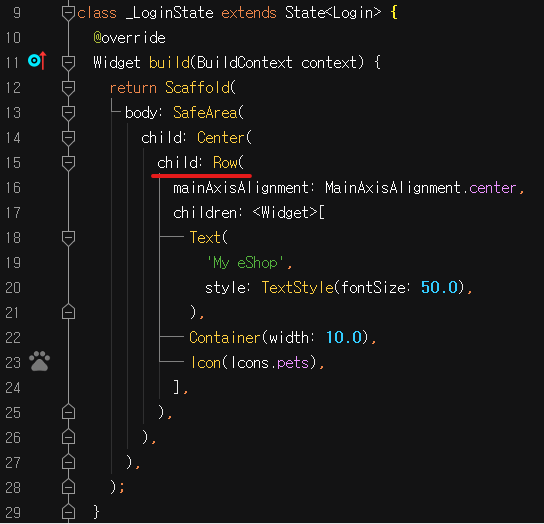 9 class _LoginState extends State<Login> {
10 @override
11 Widget build(BuildContext context) {
12 return Scaffold(
13 body: SafeArea(
14 child: Center(
15 child: Row(
16 mainAxisAlignment: MainAxisAlignment.center,
17 children: <Widget>[
18 Text(
19 'My eShop',
20 style: TextStyle(fontSize: 50.0),
21 ),
22 Container(width: 10.0),
23 Icon(Icons.pets),
24 ],
25 ),
26 ),
27 ),
28 );
29 }